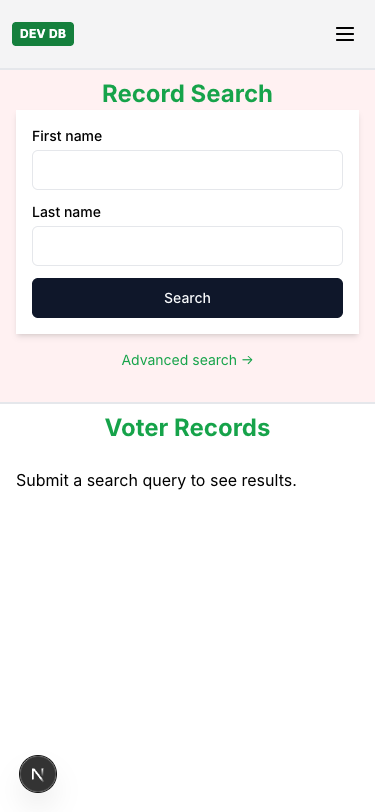 DEV DB
Record Search
First name
Last name
Search
Advanced search →
Voter Records
Submit a search query to see results.
N